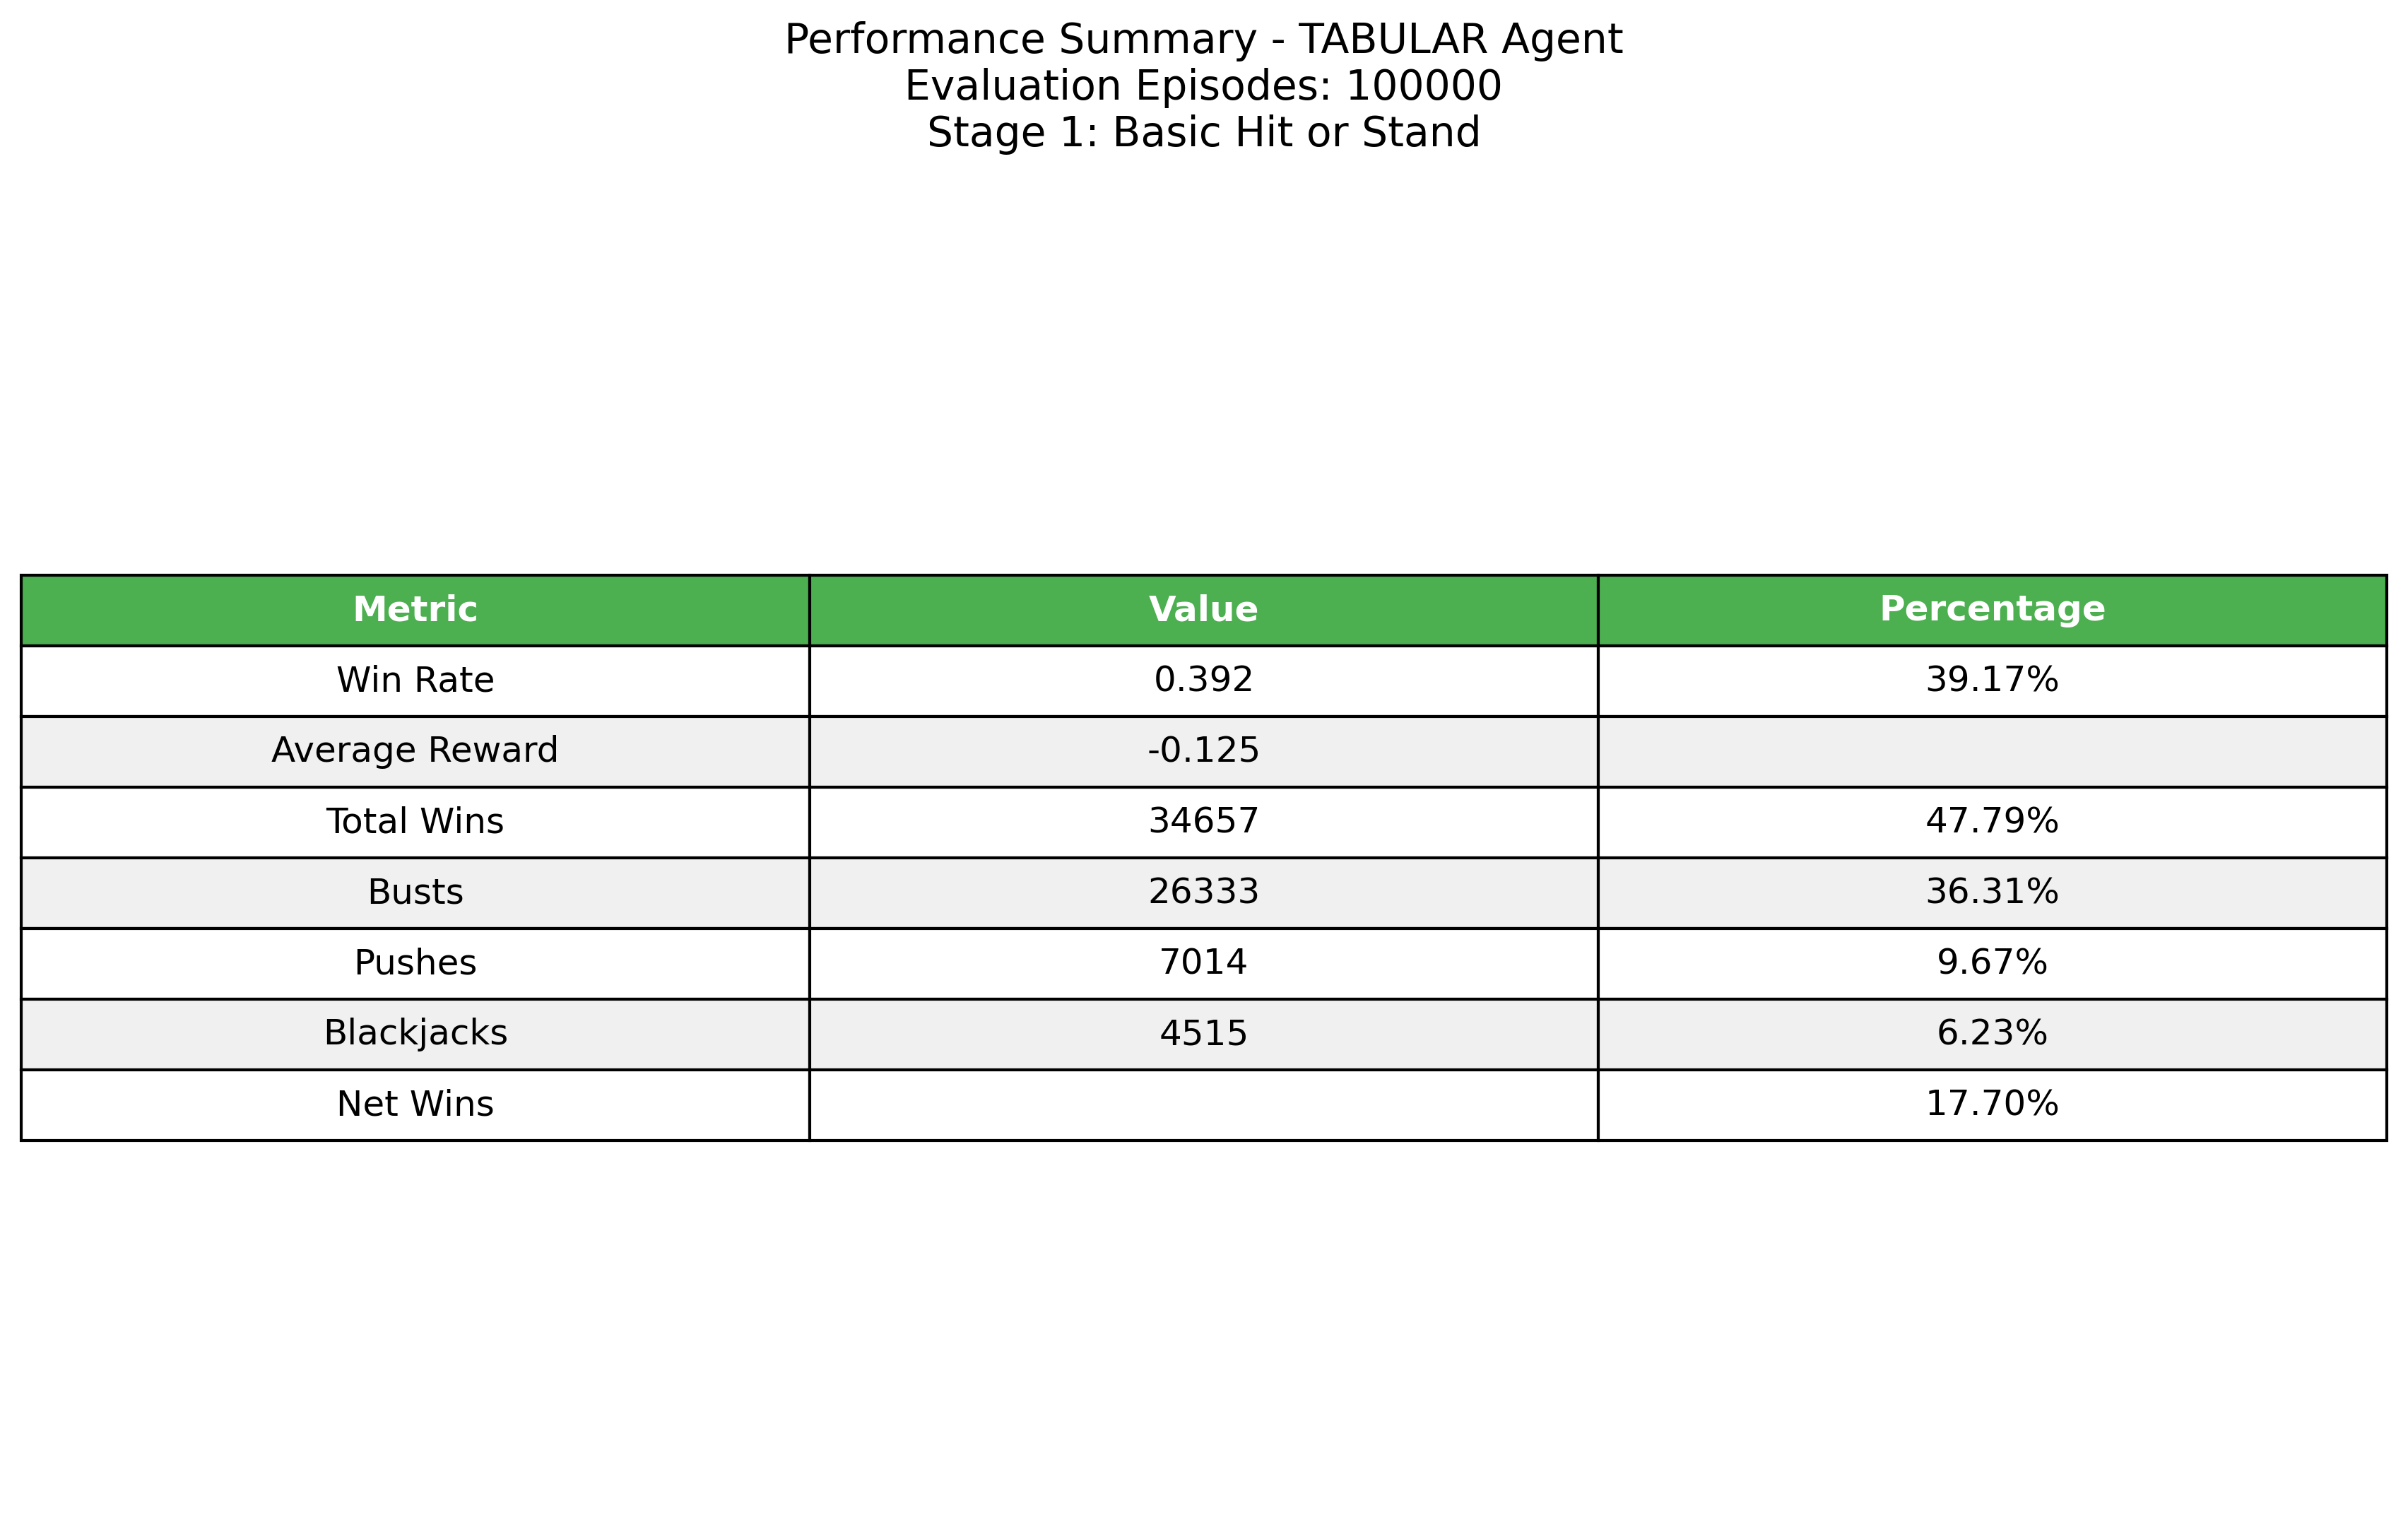 Performance Summary - TABULAR Agent
Evaluation Episodes: 100000
Stage 1: Basic Hit or Stand
Metric Value Percentage
Win Rate 0.392 39.17%
Average Reward -0.125
Total Wins 34657 47.79%
Busts 26333 36.31%
Pushes 7014 9.67%
Blackjacks 4515 6.23%
Net Wins 17.70%